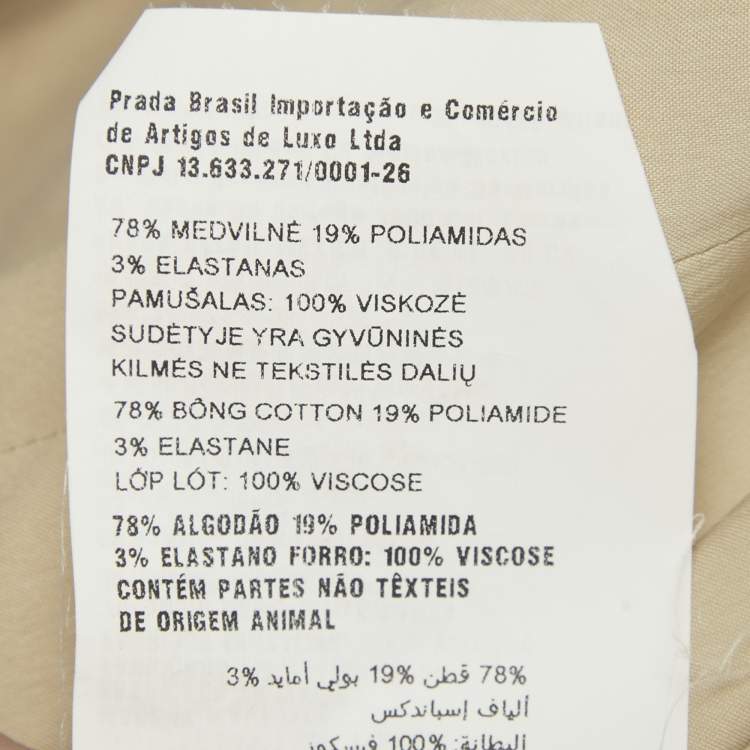 Prada Brasil Importação e Comércio
de Artigos de Luxo Ltda
CNPJ 13.633.271/0001-26
78% MEDVILNĖ 19% POLIAMIDAS
3% ELASTANAS
PAMUŠALAS: 100% VISKOZĖ
SUDĖTYJE YRA GYVŪNINĖS
KILMĖS NE TEKSTILĖS DALIŲ
78% BÔNG COTTON 19% POLIAMIDE
3% ELASTANE
LỚP LÓT: 100% VISCOSE
78% ALGODÃO 19% POLIAMIDA
3% ELASTANO FORRO: 100% VISCOSE
CONTÉM PARTES NÃO TÊXTEIS
DE ORIGEM ANIMAL
78% قطن 19% بولي أمايد 3%
ألياف إسباندكس
البطانة: 100% فيسكوز